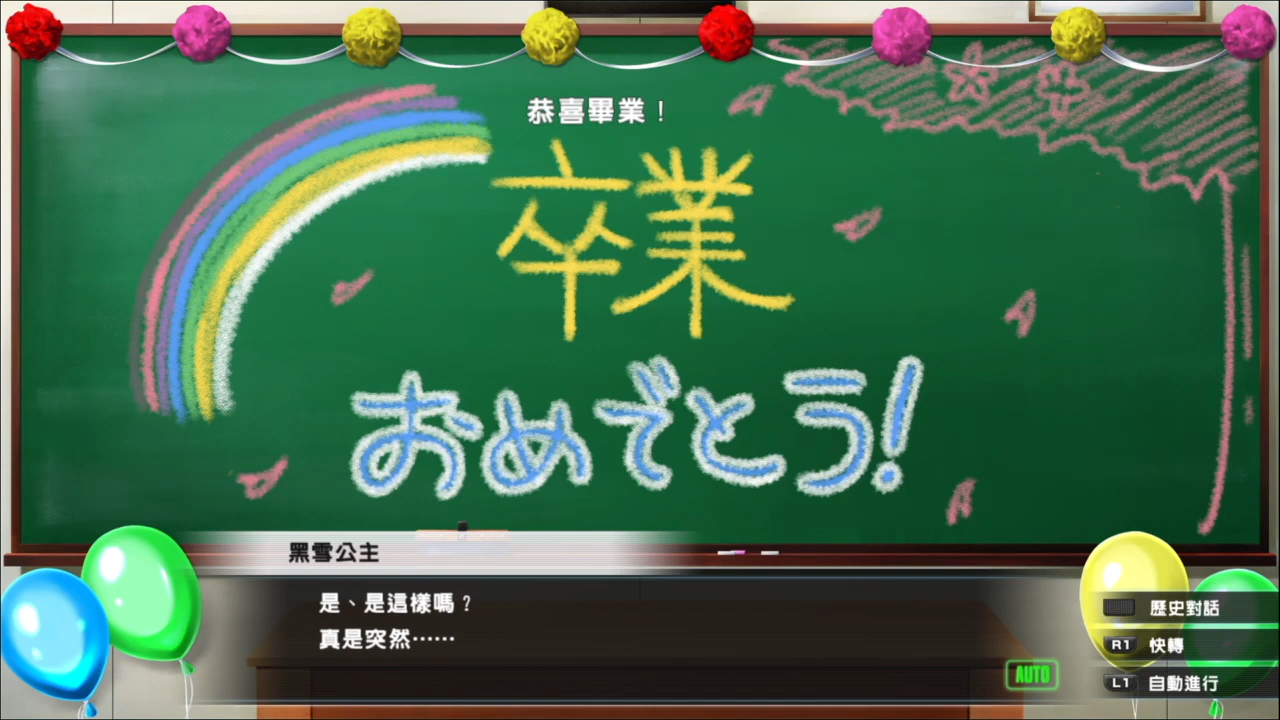 恭喜畢業！
卒業
おめでとう!
黑雪公主
是、是這樣嗎？
真是突然……
AUTO
歷史對話
R1 快轉
L1 自動進行